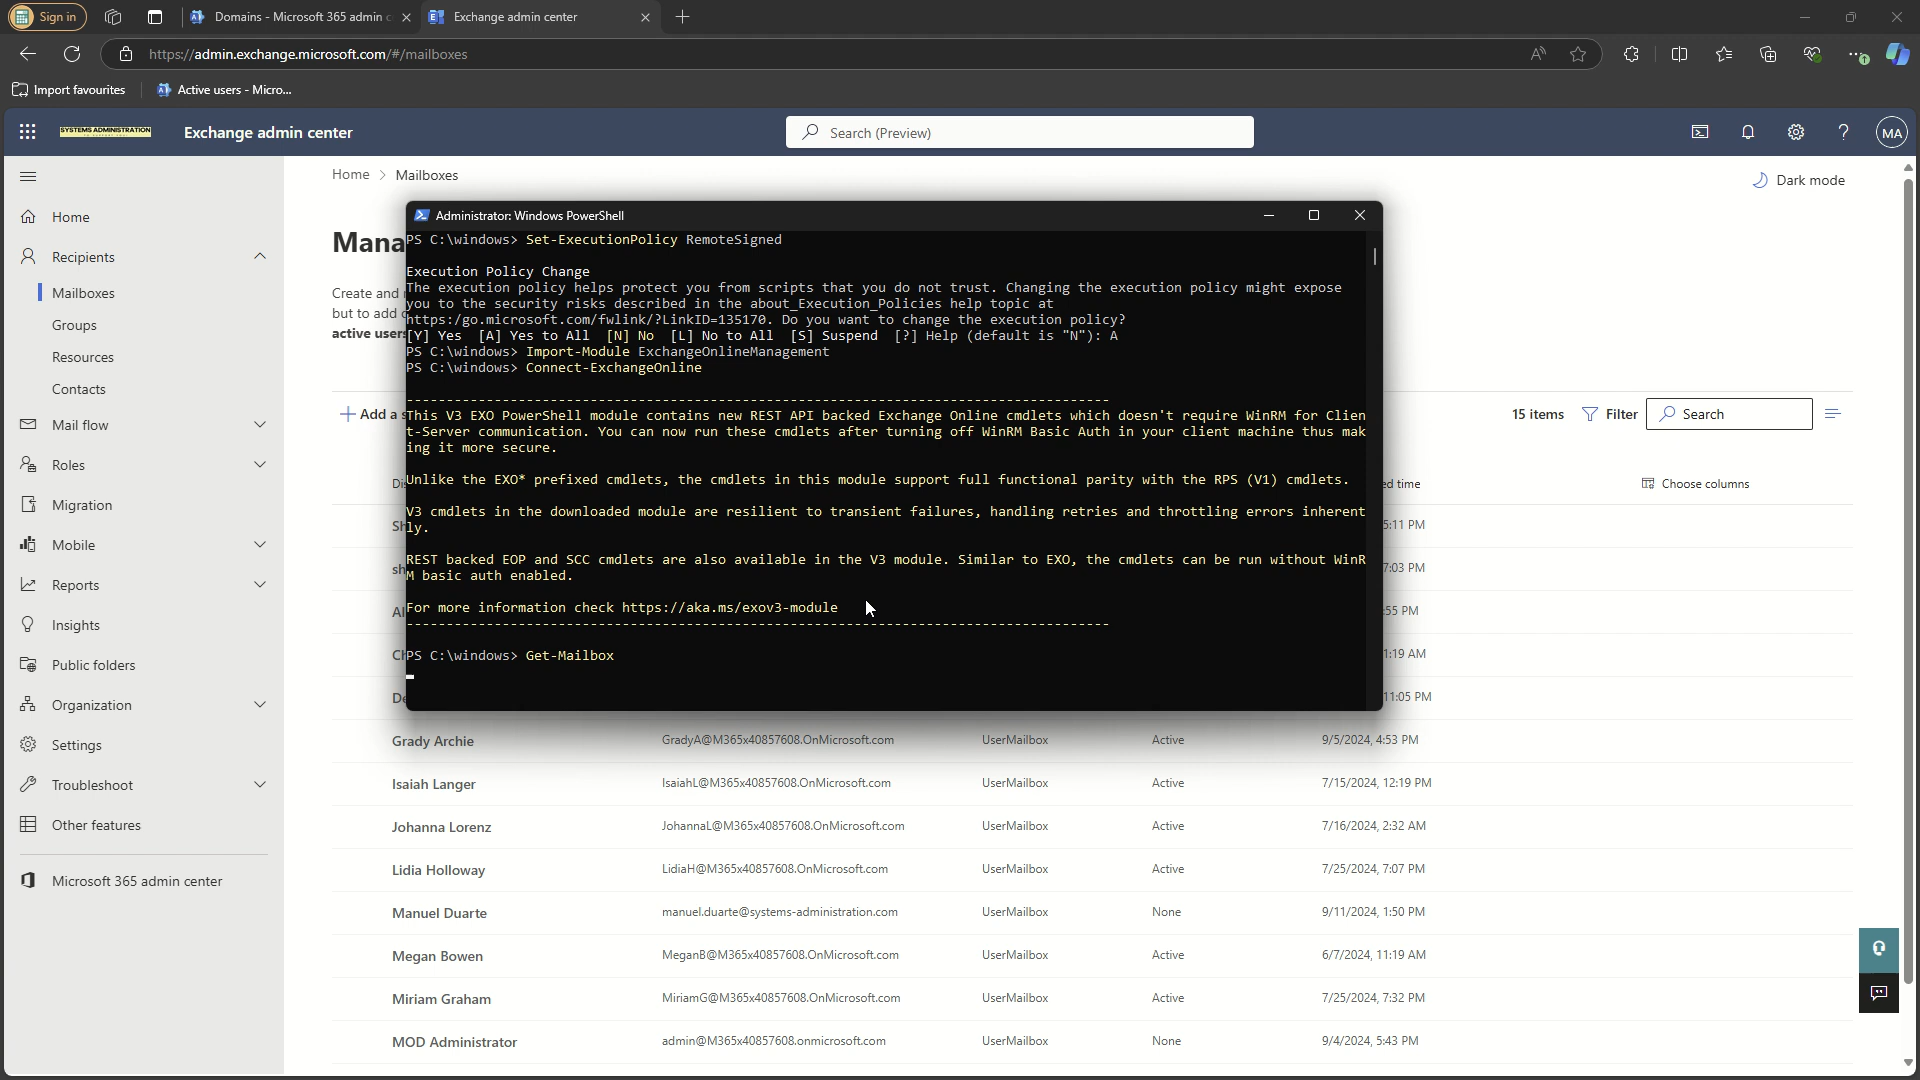 Sign in
Domains - Microsoft 365 admin c
Exchange admin center
https://admin.exchange.microsoft.com/#/mailboxes
Import favourites
Active users - Micro...
SYSTEMS ADMINISTRATION
Exchange admin center
Search (Preview)
MA
Home
Recipients
Mailboxes
Groups
Resources
Contacts
Mail flow
Roles
Migration
Mobile
Reports
Insights
Public folders
Organization
Settings
Troubleshoot
Other features
Microsoft 365 admin center
Home > Mailboxes
Dark mode
Mana
Create and
but to add
active users
Add a s
15 items
Filter
Search
ed time
Choose columns
5:11 PM
7:03 PM
:55 PM
1:19 AM
11:05 PM
Administrator: Windows PowerShell
PS C:\windows> Set-ExecutionPolicy RemoteSigned
Execution Policy Change
The execution policy helps protect you from scripts that you do not trust. Changing the execution policy might expose
you to the security risks described in the about_Execution_Policies help topic at
https:/go.microsoft.com/fwlink/?LinkID=135170. Do you want to change the execution policy?
[Y] Yes [A] Yes to All [N] No [L] No to All [S] Suspend [?] Help (default is "N"): A
PS C:\windows> Import-Module ExchangeOnlineManagement
PS C:\windows> Connect-ExchangeOnline
----------------------------------------------------------------------------------------
This V3 EXO PowerShell module contains new REST API backed Exchange Online cmdlets which doesn't require WinRM for Clien
t-Server communication. You can now run these cmdlets after turning off WinRM Basic Auth in your client machine thus mak
ing it more secure.
Unlike the EXO* prefixed cmdlets, the cmdlets in this module support full functional parity with the RPS (V1) cmdlets.
V3 cmdlets in the downloaded module are resilient to transient failures, handling retries and throttling errors inherent
ly.
REST backed EOP and SCC cmdlets are also available in the V3 module. Similar to EXO, the cmdlets can be run without WinR
M basic auth enabled.
For more information check https://aka.ms/exov3-module
----------------------------------------------------------------------------------------
PS C:\windows> Get-Mailbox
Grady Archie GradyA@M365x40857608.OnMicrosoft.com UserMailbox Active 9/5/2024, 4:53 PM
Isaiah Langer IsaiahL@M365x40857608.OnMicrosoft.com UserMailbox Active 7/15/2024, 12:19 PM
Johanna Lorenz JohannaL@M365x40857608.OnMicrosoft.com UserMailbox Active 7/16/2024, 2:32 AM
Lidia Holloway LidiaH@M365x40857608.OnMicrosoft.com UserMailbox Active 7/25/2024, 7:07 PM
Manuel Duarte manuel.duarte@systems-administration.com UserMailbox None 9/11/2024, 1:50 PM
Megan Bowen MeganB@M365x40857608.OnMicrosoft.com UserMailbox Active 6/7/2024, 11:19 AM
Miriam Graham MiriamG@M365x40857608.OnMicrosoft.com UserMailbox Active 7/25/2024, 7:32 PM
MOD Administrator admin@M365x40857608.onmicrosoft.com UserMailbox None 9/4/2024, 5:43 PM